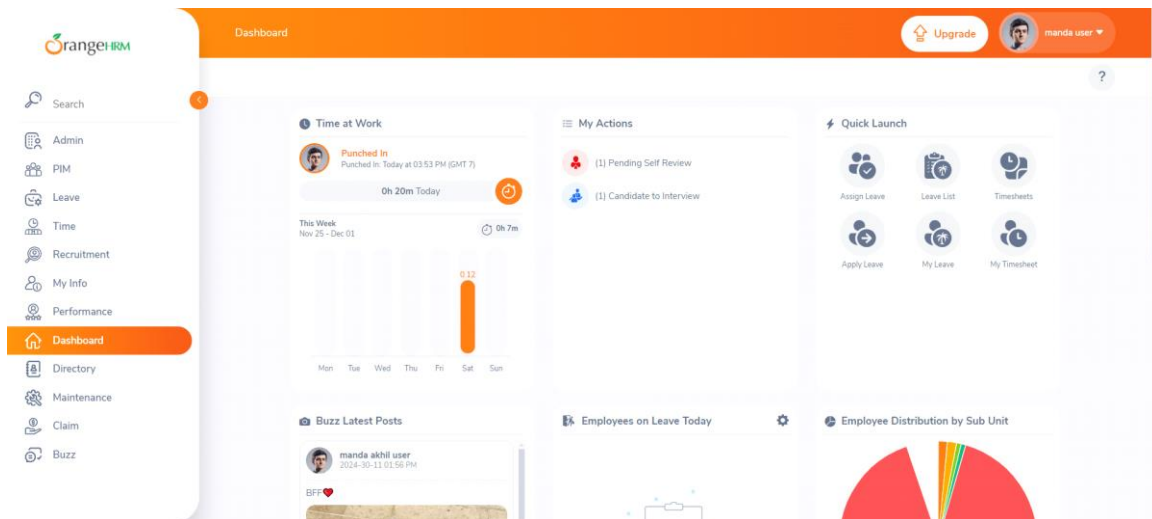 OrangeHRM
Dashboard
Upgrade
manda user
?
Search
Admin
PIM
Leave
Time
Recruitment
My Info
Performance
Dashboard
Directory
Maintenance
Claim
Buzz
Time at Work
Punched In
Punched In: Today at 03:53 PM (GMT 7)
0h 20m Today
This Week
Nov 25 - Dec 01
0h 7m
0.12
Mon Tue Wed Thu Fri Sat Sun
My Actions
(1) Pending Self Review
(1) Candidate to Interview
Quick Launch
Assign Leave Leave List Timesheets
Apply Leave My Leave My Timesheet
Buzz Latest Posts
manda akhil user
2024-30-11 01:56 PM
BFF❤
Employees on Leave Today
Employee Distribution by Sub Unit